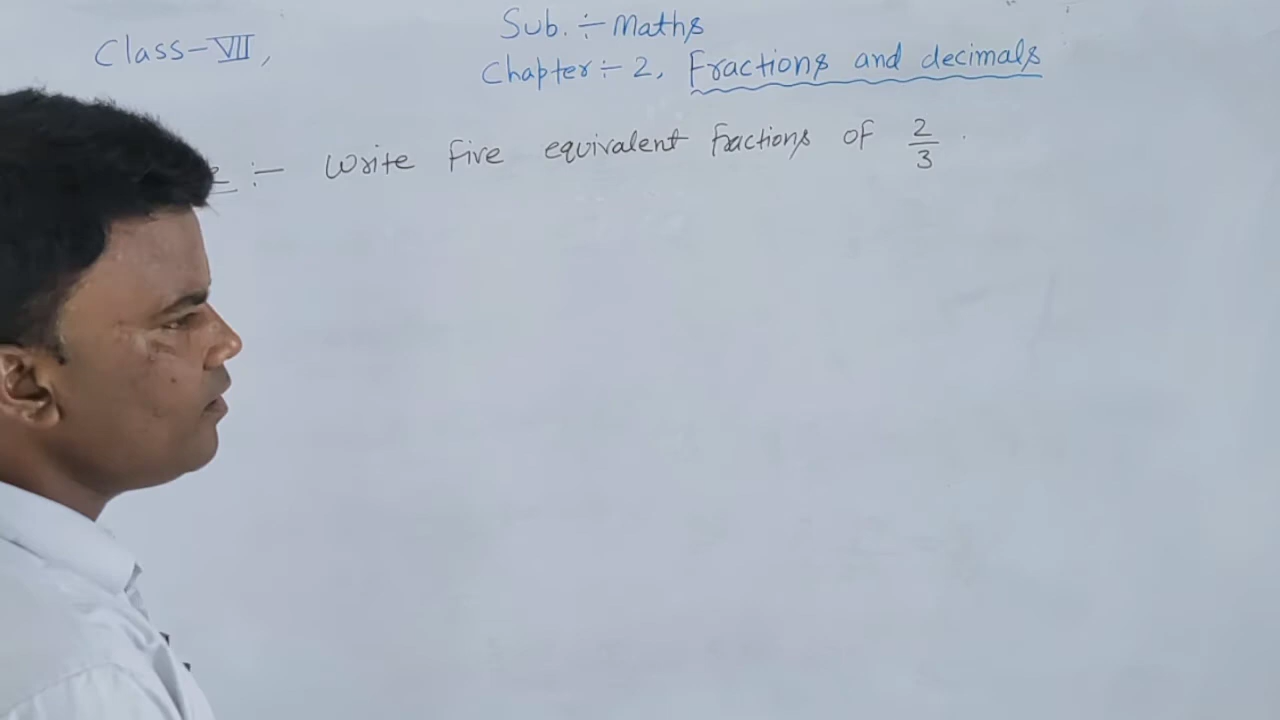 Class-VII,
Sub. :- Maths
Chapter :- 2, Fractions and decimals
:- Write five equivalent fractions of 2/3.